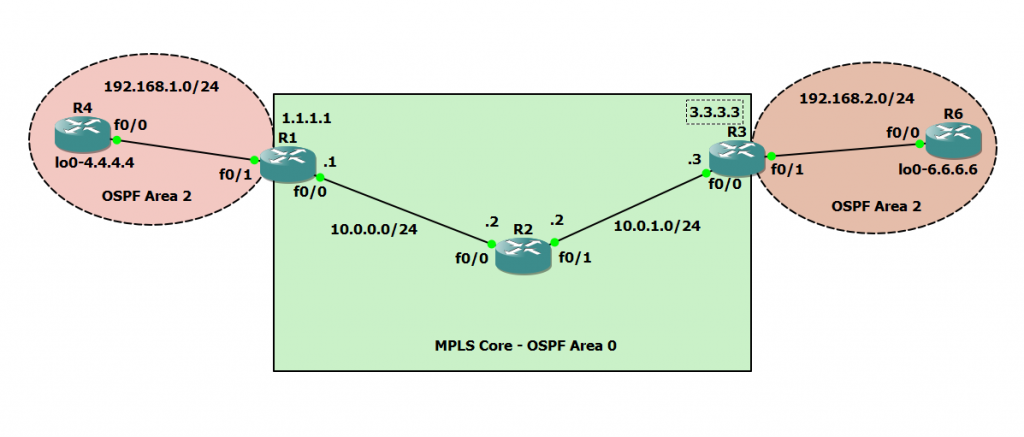 192.168.1.0/24
R4
f0/0
lo0-4.4.4.4
OSPF Area 2
f0/1
1.1.1.1
R1
.1
f0/0
10.0.0.0/24
.2
R2
.2
f0/0
f0/1
10.0.1.0/24
3.3.3.3
R3
.3
f0/0
f0/1
192.168.2.0/24
R6
f0/0
lo0-6.6.6.6
OSPF Area 2
MPLS Core - OSPF Area 0